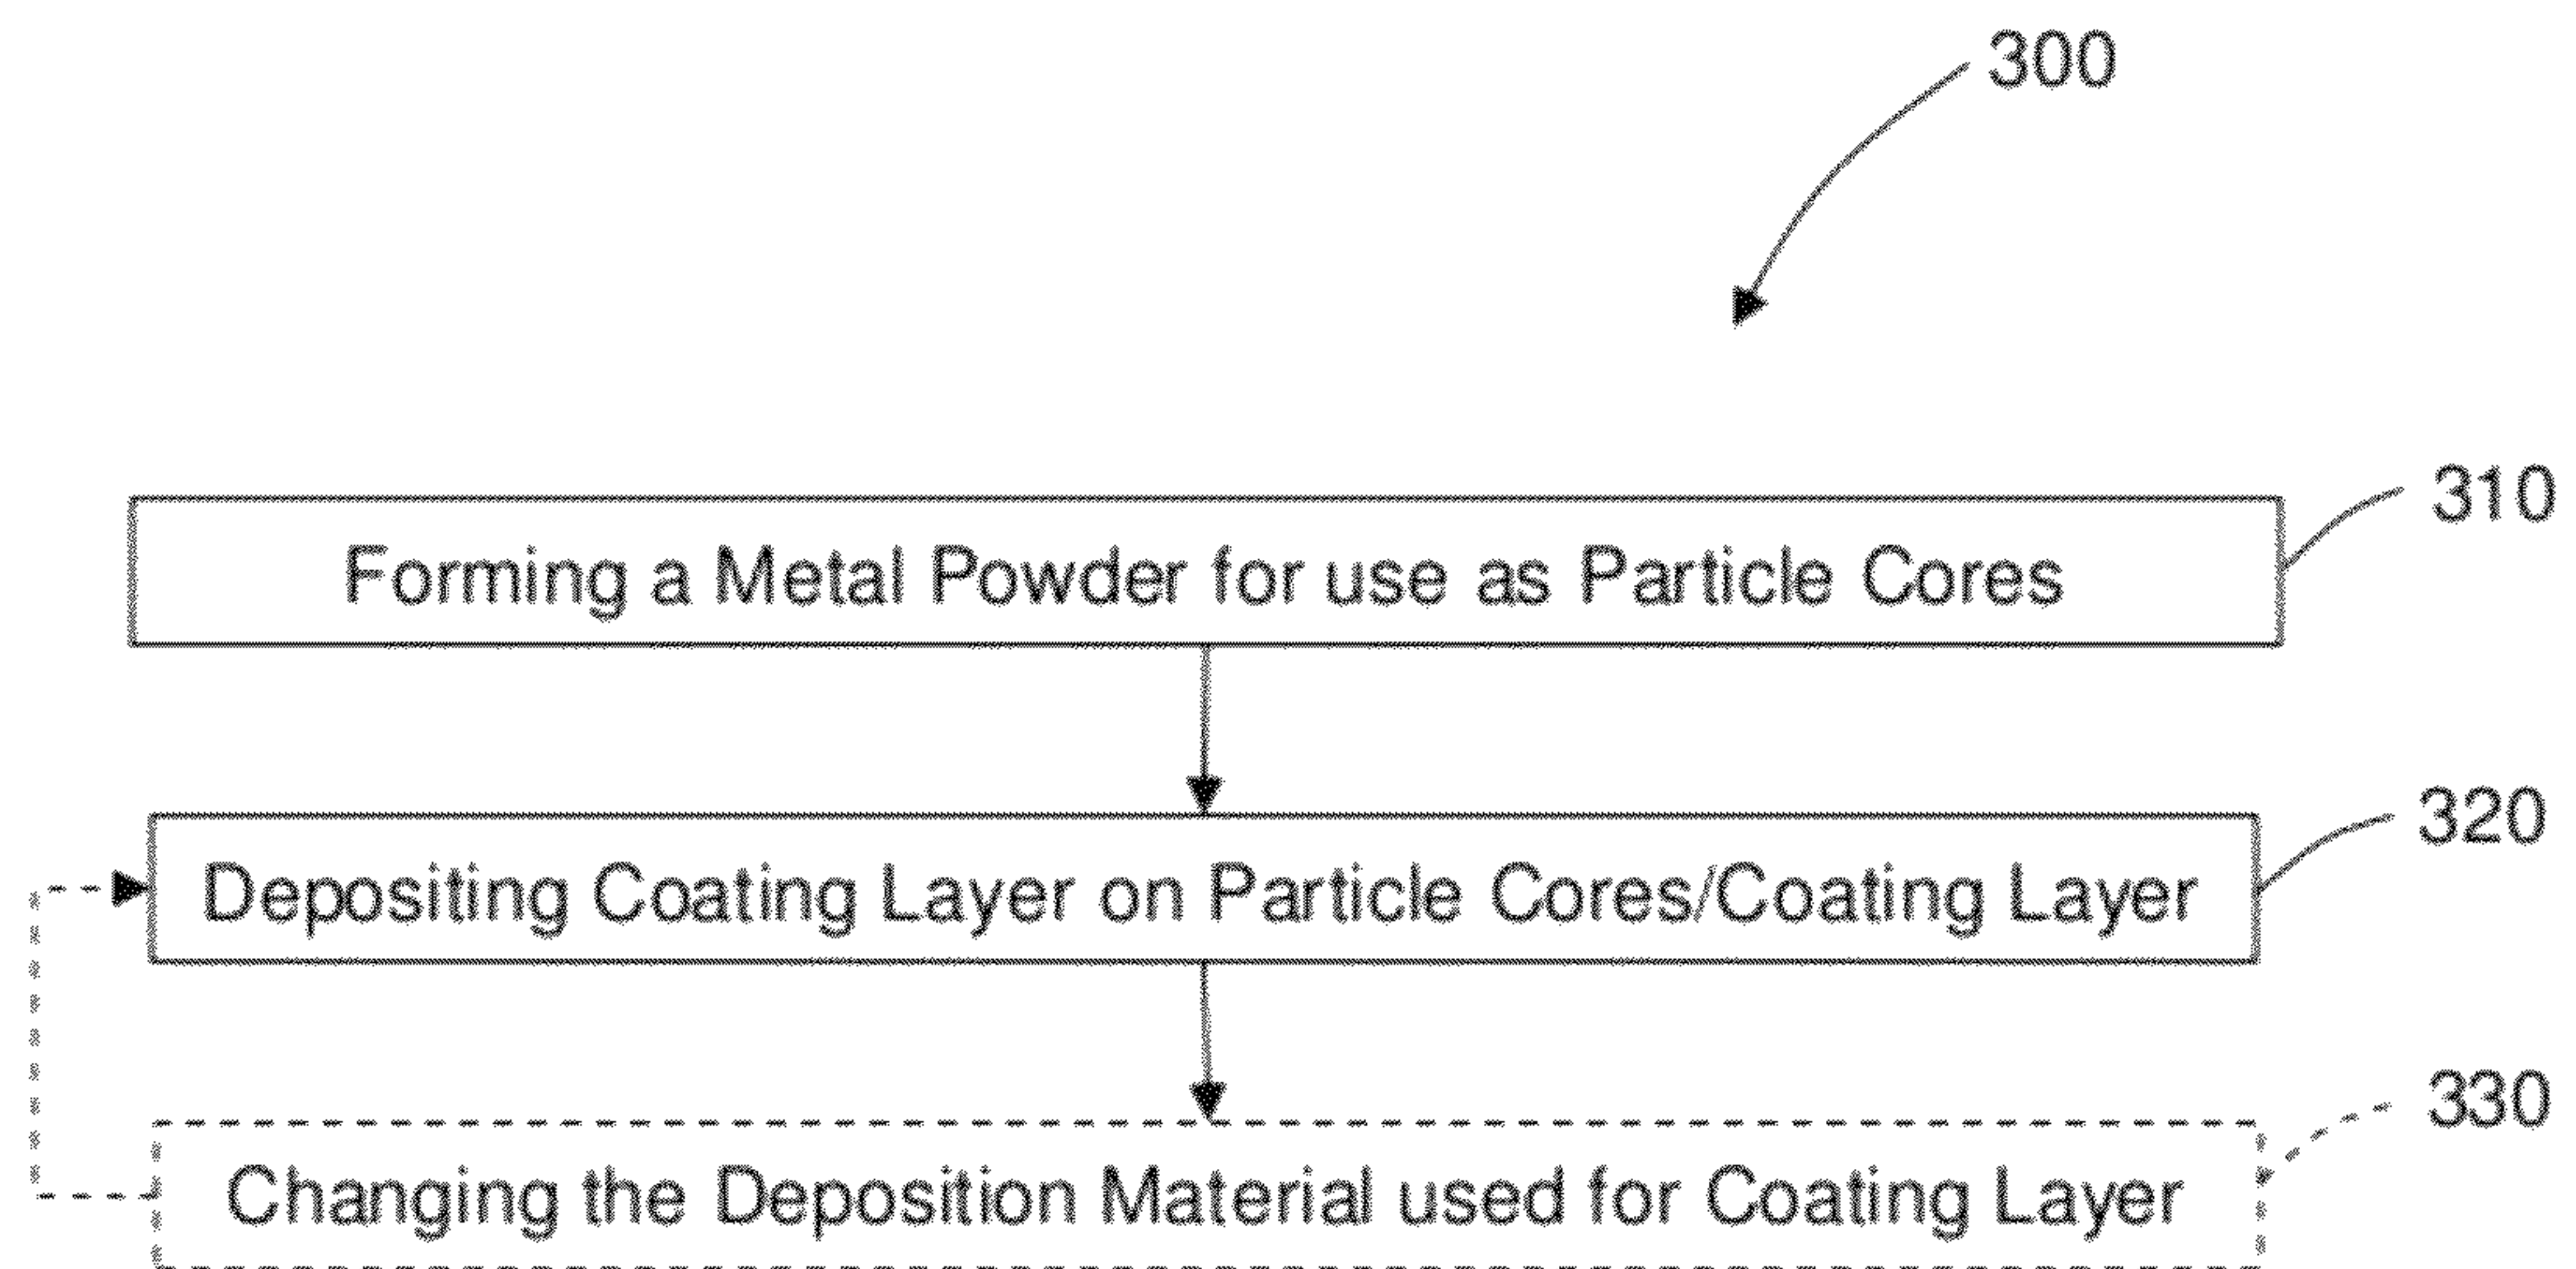 300
310
Forming a Metal Powder for use as Particle Cores
320
Depositing Coating Layer on Particle Cores/Coating Layer
330
Changing the Deposition Material used for Coating Layer